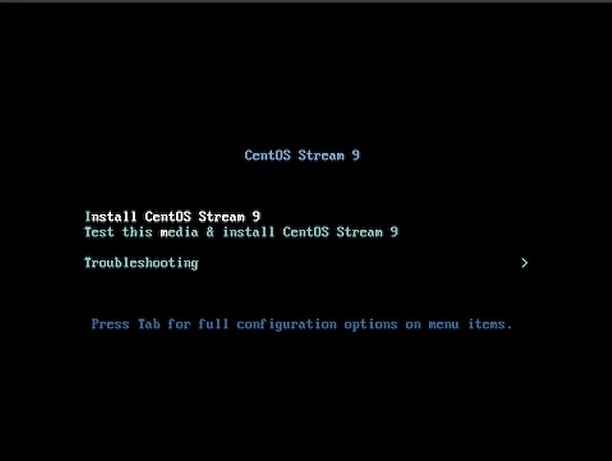 CentOS Stream 9
Install CentOS Stream 9
Test this media & install CentOS Stream 9
Troubleshooting >
Press Tab for full configuration options on menu items.